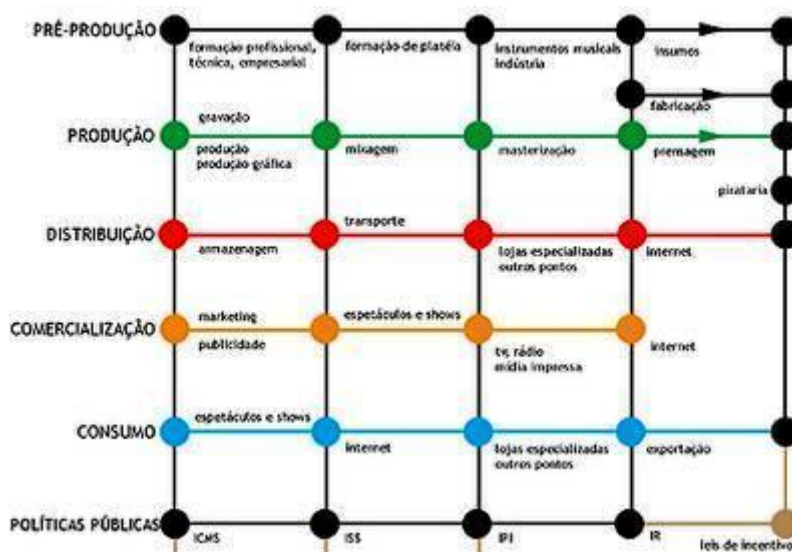 PRÉ-PRODUÇÃO
formação profissional,
técnica, empresarial
formação de platéia
instrumentos musicais
indústria
insumos
fabricação
gravação
PRODUÇÃO
produção
produção gráfica
mixagem
masterização
prensagem
pirataria
transporte
DISTRIBUIÇÃO
armazenagem
lojas especializadas
outros pontos
internet
marketing
espetáculos e shows
COMERCIALIZAÇÃO
publicidade
tv, rádio
mídia impressa
internet
espetáculos e shows
CONSUMO
internet
lojas especializadas
outros pontos
exportação
POLÍTICAS PÚBLICAS
ICMS
ISS
IPI
IR
leis de incentivo